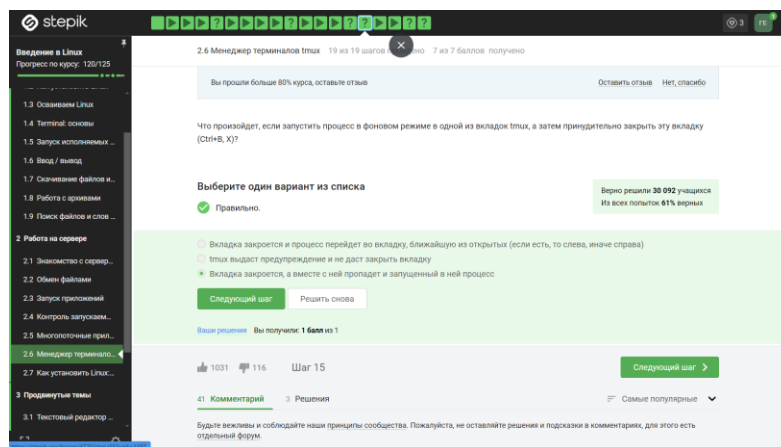 stepik
3
ГЕ
Введение в Linux
Прогресс по курсу: 120/125
1.3 Осваиваем Linux
1.4 Terminal: основы
1.5 Запуск исполняемых ...
1.6 Ввод / вывод
1.7 Скачивание файлов и...
1.8 Работа с архивами
1.9 Поиск файлов и слов ...
2 Работа на сервере
2.1 Знакомство с сервер...
2.2 Обмен файлами
2.3 Запуск приложений
2.4 Контроль запускаем...
2.5 Многопоточные прил...
2.6 Менеджер терминало...
2.7 Как установить Linux:...
3 Продвинутые темы
3.1 Текстовый редактор ...
2.6 Менеджер терминалов tmux 19 из 19 шагов но 7 из 7 баллов получено
Вы прошли больше 80% курса, оставьте отзыв
Оставить отзыв Нет, спасибо
Что произойдет, если запустить процесс в фоновом режиме в одной из вкладок tmux, а затем принудительно закрыть эту вкладку
(Ctrl+B, X)?
Выберите один вариант из списка
Правильно.
Верно решили 30 092 учащихся
Из всех попыток 61% верных
Вкладка закроется и процесс перейдет во вкладку, ближайшую из открытых (если есть, то слева, иначе справа)
tmux выдаст предупреждение и не даст закрыть вкладку
Вкладка закроется, а вместе с ней пропадет и запущенный в ней процесс
Следующий шаг Решить снова
Ваши решения Вы получили: 1 балл из 1
1031 116 Шаг 15 Следующий шаг
41 Комментарий 3 Решения Самые популярные
Будьте вежливы и соблюдайте наши принципы сообщества. Пожалуйста, не оставляйте решения и подсказки в комментариях, для этого есть
отдельный форум.